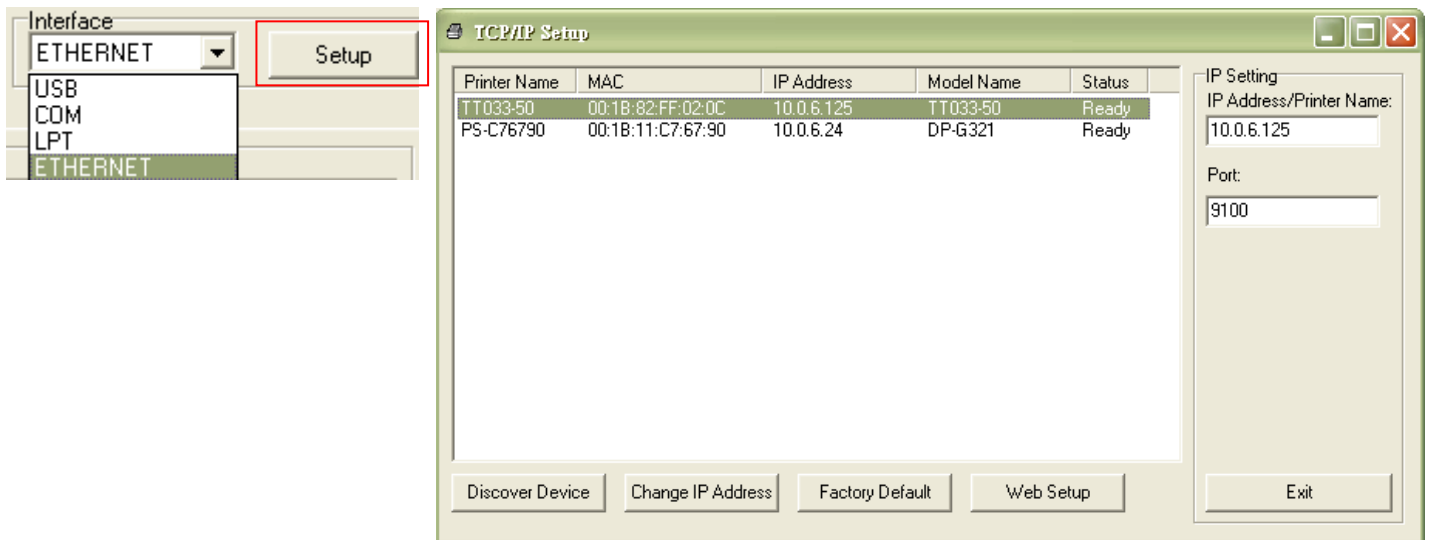 Interface
ETHERNET
Setup
USB
COM
LPT
ETHERNET
TCP/IP Setup
Printer Name MAC IP Address Model Name Status
TT033-50 00:1B:82:FF:02:0C 10.0.6.125 TT033-50 Ready
PS-C76790 00:1B:11:C7:67:90 10.0.6.24 DP-G321 Ready
IP Setting
IP Address/Printer Name:
10.0.6.125
Port:
9100
Discover Device Change IP Address Factory Default Web Setup Exit